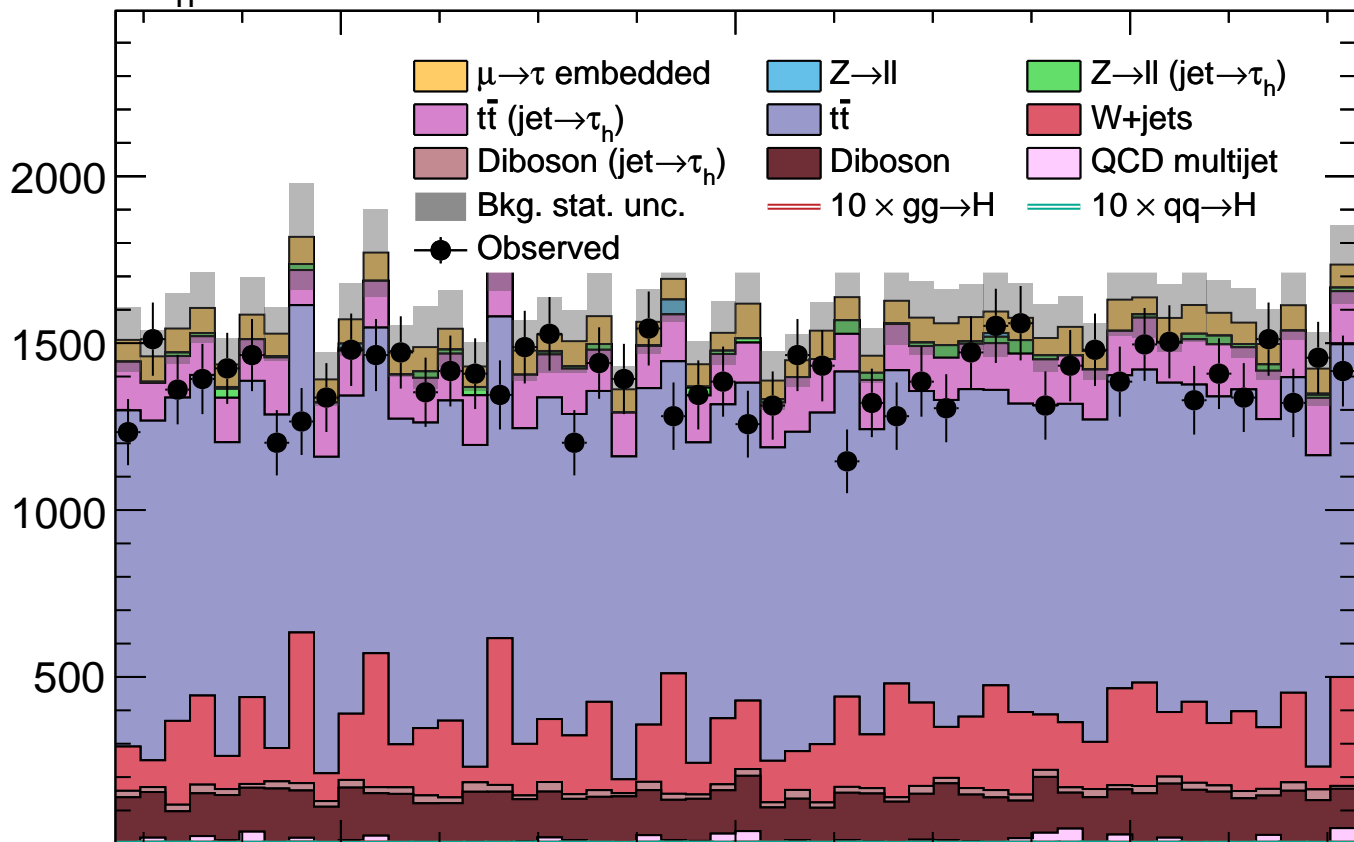 μ→τ embedded Z→ll Z→ll (jet→τh)
tt̄ (jet→τh) tt̄ W+jets
Diboson (jet→τh) Diboson QCD multijet
Bkg. stat. unc. 10 × gg→H 10 × qq→H
Observed
2000
1500
1000
500